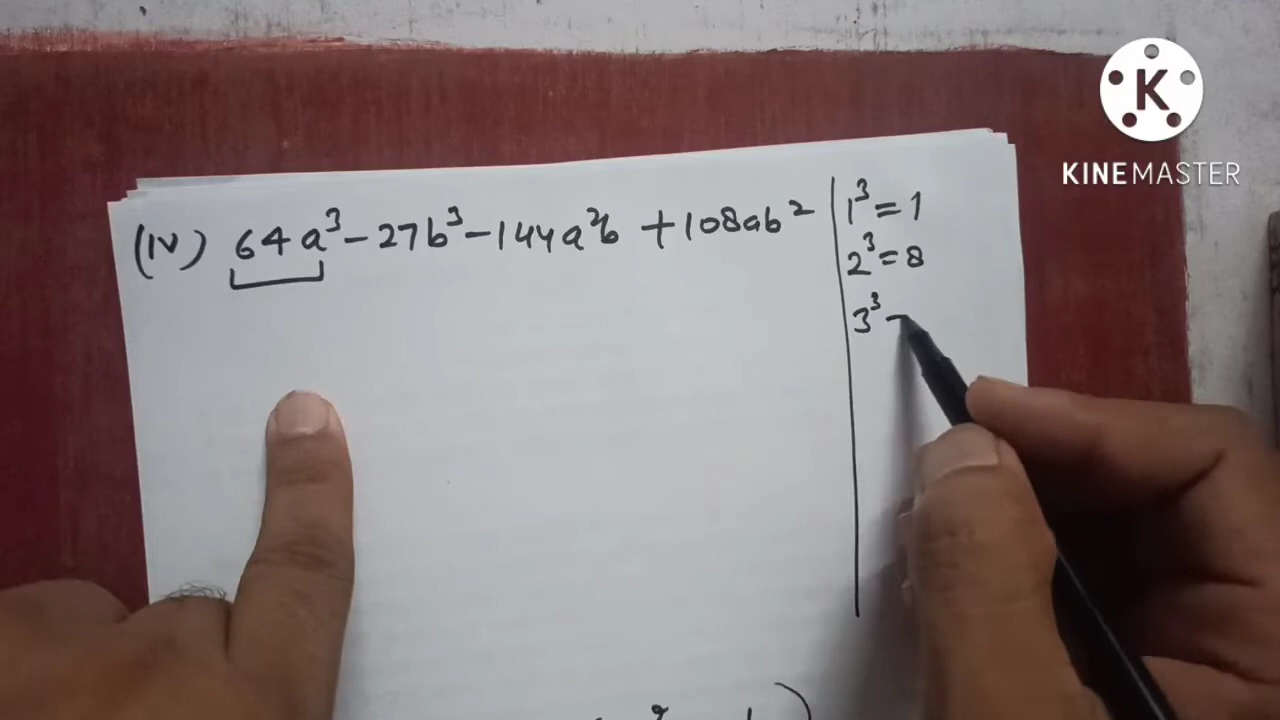 K
KINEMASTER
(IV) 64a³ - 27b³ - 144a²b + 108ab²
1³ = 1
2³ = 8
3³ -